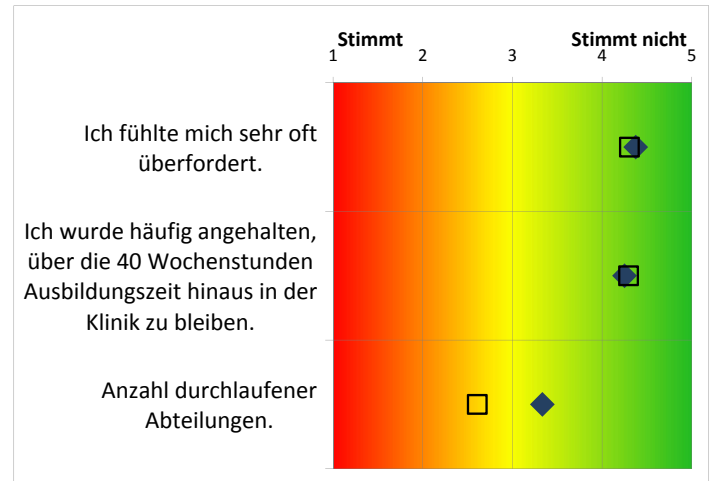 Stimmt Stimmt nicht
1 2 3 4 5
Ich fühlte mich sehr oft
überfordert.
Ich wurde häufig angehalten,
über die 40 Wochenstunden
Ausbildungszeit hinaus in der
Klinik zu bleiben.
Anzahl durchlaufener
Abteilungen.